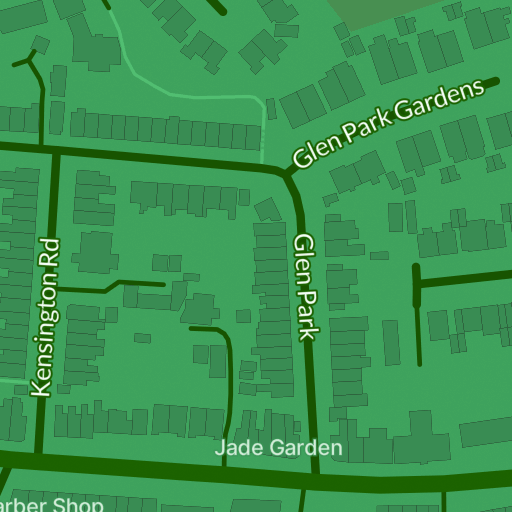 Glen Park Gardens
Kensington Rd
Glen Park
Jade Garden
arber Shop